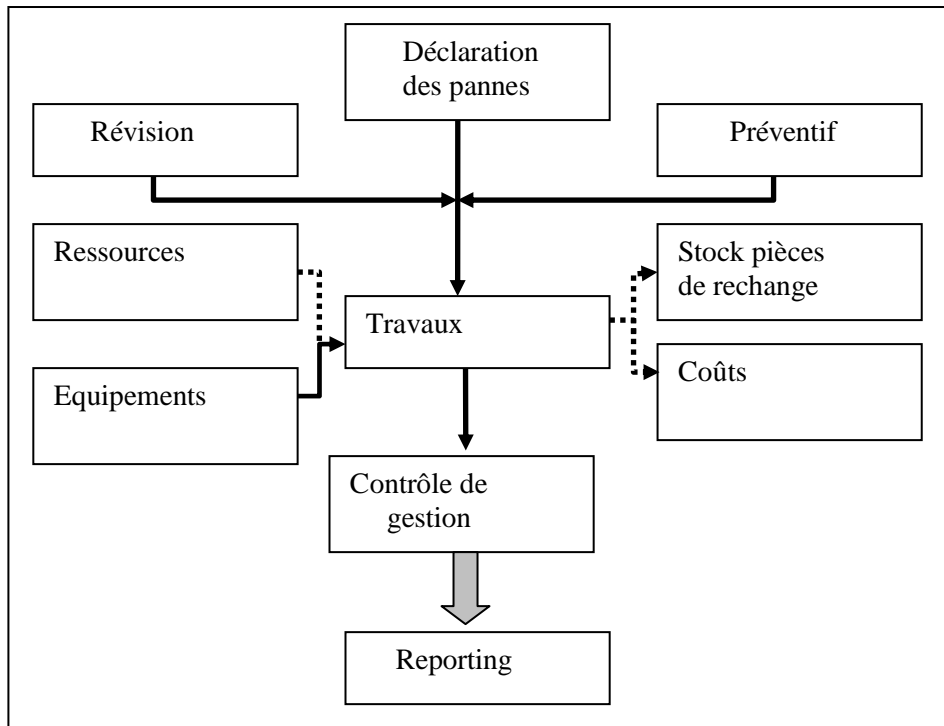 Déclaration
des pannes
Révision
Préventif
Ressources
Stock pièces
de rechange
Travaux
Equipements
Coûts
Contrôle de
gestion
Reporting